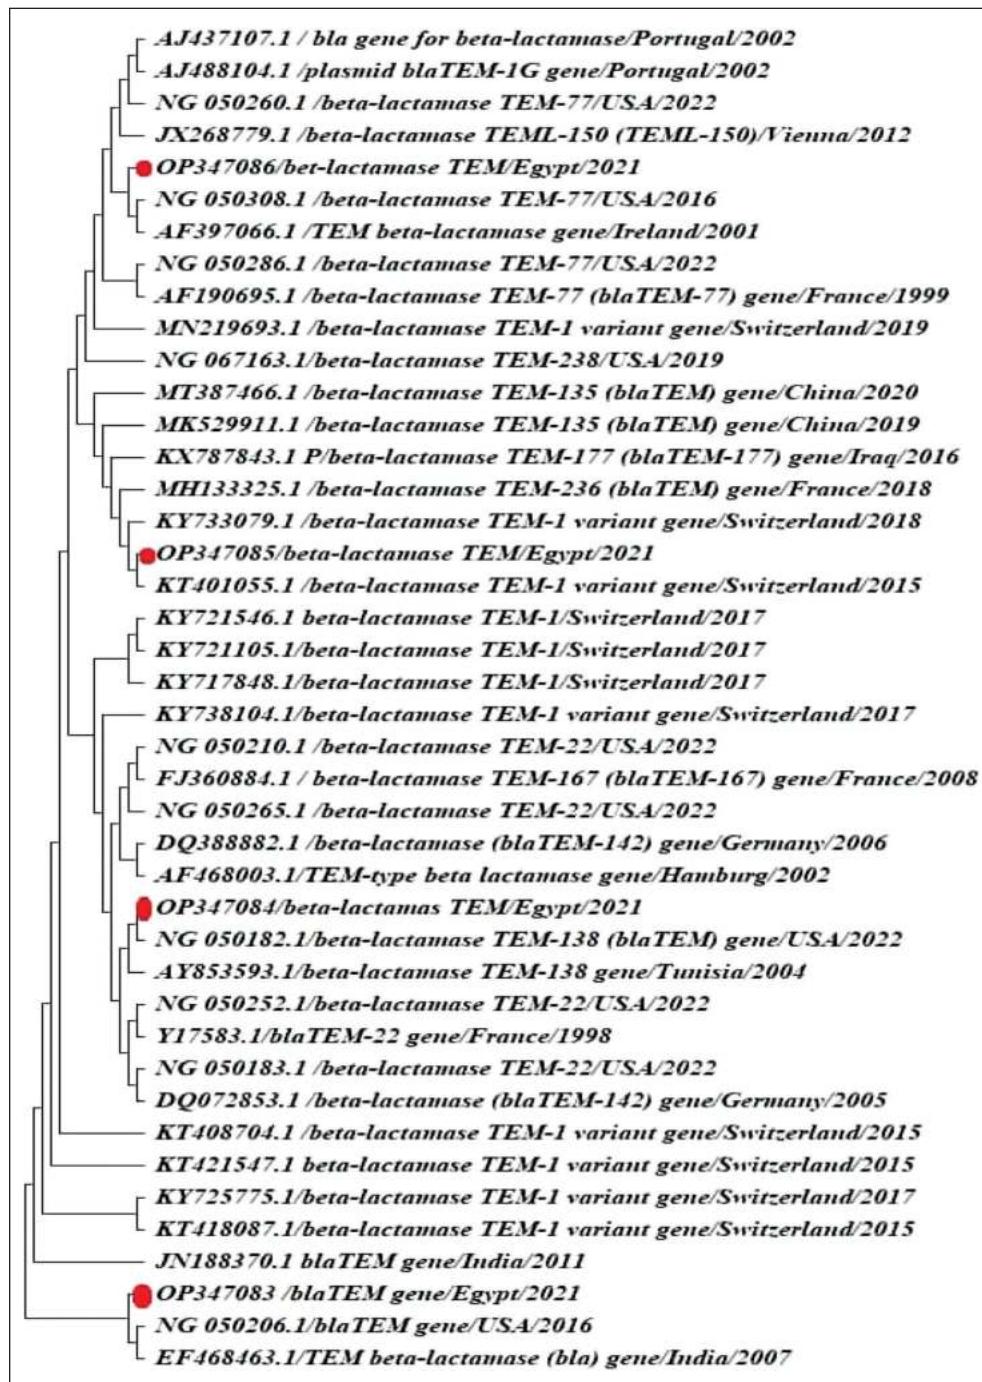 AJ437107.1 / bla gene for beta-lactamase/Portugal/2002
AJ488104.1 /plasmid blaTEM-1G gene/Portugal/2002
NG 050260.1 /beta-lactamase TEM-77/USA/2022
JX268779.1 /beta-lactamase TEML-150 (TEML-150)/Vienna/2012
OP347086/bet-lactamase TEM/Egypt/2021
NG 050308.1 /beta-lactamase TEM-77/USA/2016
AF397066.1 /TEM beta-lactamase gene/Ireland/2001
NG 050286.1 /beta-lactamase TEM-77/USA/2022
AF190695.1 /beta-lactamase TEM-77 (blaTEM-77) gene/France/1999
MN219693.1 /beta-lactamase TEM-1 variant gene/Switzerland/2019
NG 067163.1/beta-lactamase TEM-238/USA/2019
MT387466.1 /beta-lactamase TEM-135 (blaTEM) gene/China/2020
MK529911.1 /beta-lactamase TEM-135 (blaTEM) gene/China/2019
KX787843.1 P/beta-lactamase TEM-177 (blaTEM-177) gene/Iraq/2016
MH133325.1 /beta-lactamase TEM-236 (blaTEM) gene/France/2018
KY733079.1 /beta-lactamase TEM-1 variant gene/Switzerland/2018
OP347085/beta-lactamase TEM/Egypt/2021
KT401055.1 /beta-lactamase TEM-1 variant gene/Switzerland/2015
KY721546.1 beta-lactamase TEM-1/Switzerland/2017
KY721105.1/beta-lactamase TEM-1/Switzerland/2017
KY717848.1/beta-lactamase TEM-1/Switzerland/2017
KY738104.1/beta-lactamase TEM-1 variant gene/Switzerland/2017
NG 050210.1 /beta-lactamase TEM-22/USA/2022
FJ360884.1 / beta-lactamase TEM-167 (blaTEM-167) gene/France/2008
NG 050265.1 /beta-lactamase TEM-22/USA/2022
DQ388882.1 /beta-lactamase (blaTEM-142) gene/Germany/2006
AF468003.1/TEM-type beta lactamase gene/Hamburg/2002
OP347084/beta-lactamas TEM/Egypt/2021
NG 050182.1/beta-lactamase TEM-138 (blaTEM) gene/USA/2022
AY853593.1/beta-lactamase TEM-138 gene/Tunisia/2004
NG 050252.1/beta-lactamase TEM-22/USA/2022
Y17583.1/blaTEM-22 gene/France/1998
NG 050183.1 /beta-lactamase TEM-22/USA/2022
DQ072853.1 /beta-lactamase (blaTEM-142) gene/Germany/2005
KT408704.1 /beta-lactamase TEM-1 variant gene/Switzerland/2015
KT421547.1 beta-lactamase TEM-1 variant gene/Switzerland/2015
KY725775.1/beta-lactamase TEM-1 variant gene/Switzerland/2017
KT418087.1/beta-lactamase TEM-1 variant gene/Switzerland/2015
JN188370.1 blaTEM gene/India/2011
OP347083 /blaTEM gene/Egypt/2021
NG 050206.1/blaTEM gene/USA/2016
EF468463.1/TEM beta-lactamase (bla) gene/India/2007